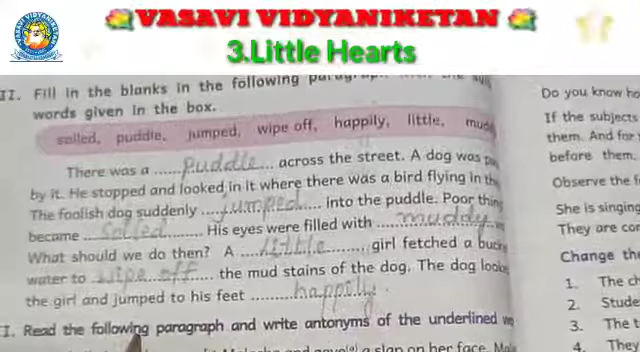 VASAVI VIDYANIKETAN
3.Little Hearts
II. Fill in the blanks in the following
words given in the box.
soiled, puddle, jumped, wipe off, happily, little,
There was a puddle across the street. A dog was
by it. He stopped and looked in it where there was a bird flying in the
The foolish dog suddenly jumped into the puddle. Poor thing
became soiled His eyes were filled with muddy
What should we do then? A little girl fetched a
water to wipe off the mud stains of the dog. The dog
the girl and jumped to his feet happily.
Read the following paragraph and write antonyms of the underlined
a slap on her face.
Do you know
If the subjects
them. And for
before them.
Observe the
She is singing
They are
Change the
1. The
2.
3. The
4. They